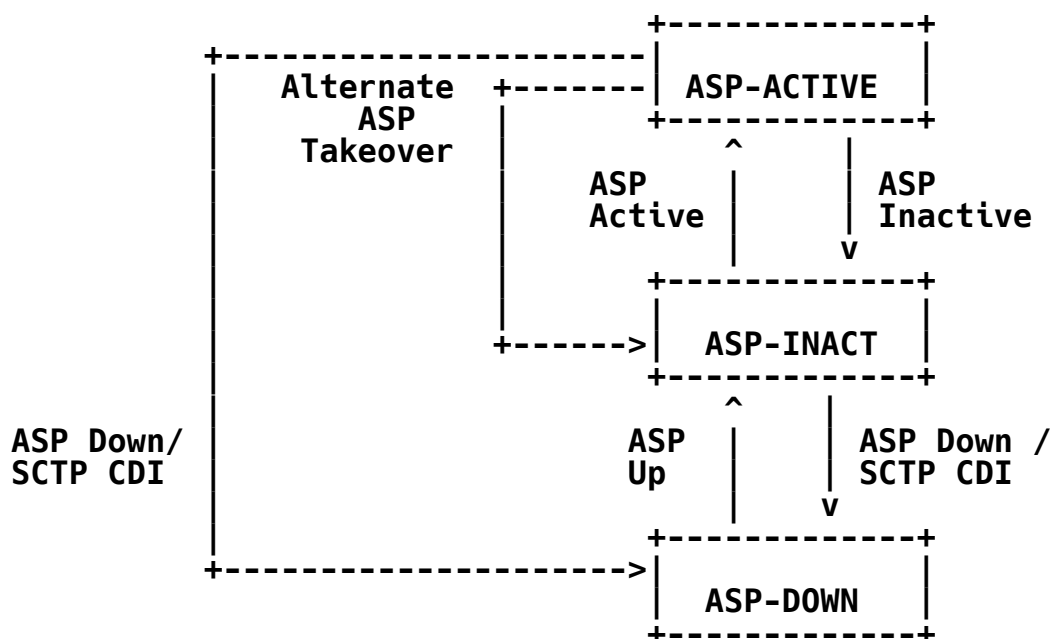 +--------------+
                     +----------------------|              |
                     |      Alternate  +-------| ASP-ACTIVE   |
                     |         ASP     |       +--------------+
                     |      Takeover   |           ^     |
                     |                 |    ASP    |     | ASP
                     |                 |    Active |     | Inactive
                     |                 |           |     v
                     |                 |       +--------------+
                     |                 |       |              |
                     |                 +------>|  ASP-INACT   |
                     |                         +--------------+
                     |                             ^    |
ASP Down/ |                     ASP    |    | ASP Down /
SCTP CDI  |                     Up     |    | SCTP CDI
                     |                             |    v
                     |                         +--------------+
                     +---------------------->|              |
                                                                   |  ASP-DOWN    |
                                                                   +--------------+